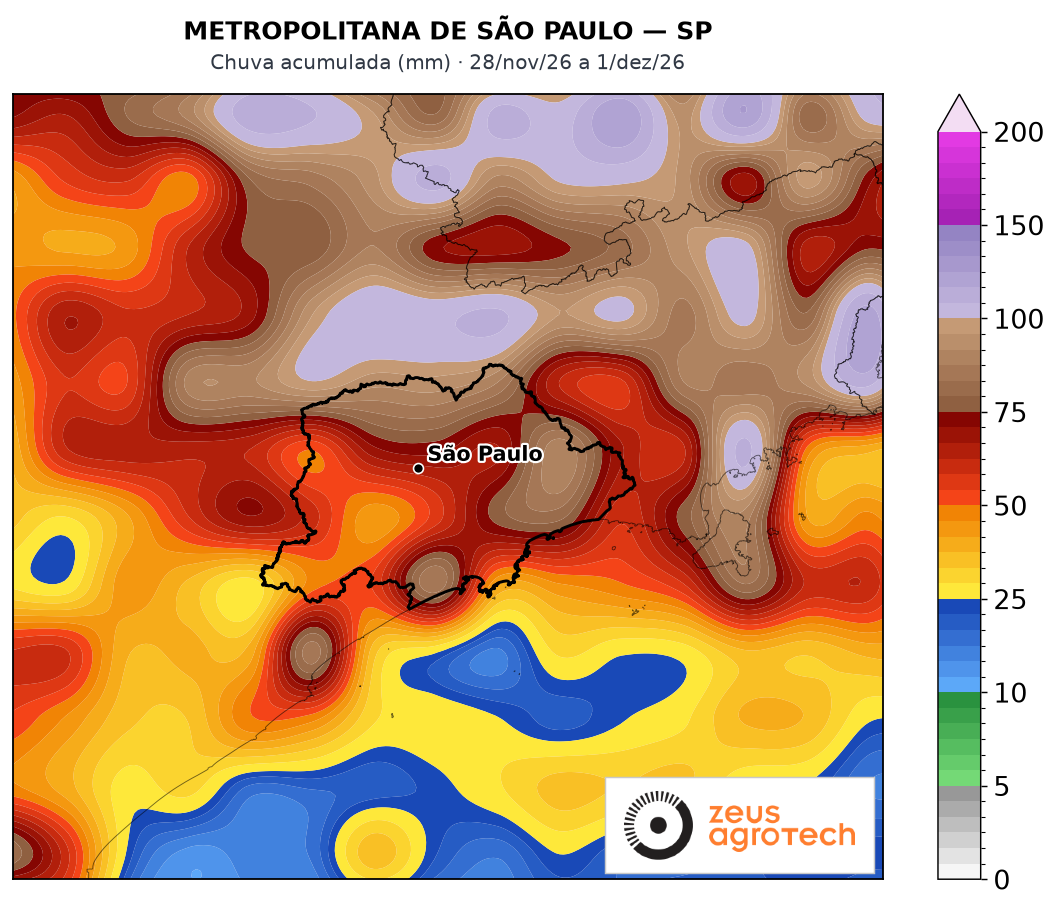 METROPOLITANA DE SÃO PAULO — SP
Chuva acumulada (mm) · 28/nov/26 a 1/dez/26
São Paulo
200
150
100
75
50
25
10
5
0
zeus
agrotech